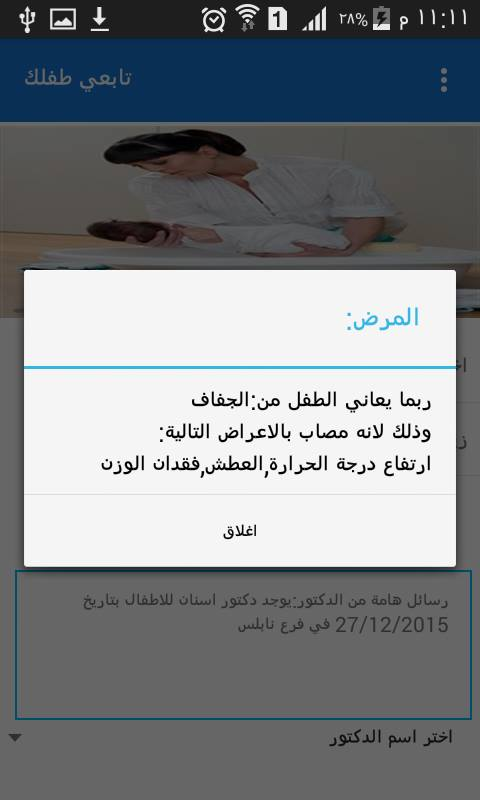 ١١:١١ م ٢٨% 1
تابعي طفلك
المرض:
ربما يعاني الطفل من:الجفاف
وذلك لانه مصاب بالاعراض التالية:
ارتفاع درجة الحرارة,العطش,فقدان الوزن
اغلاق
رسائل هامة من الدكتور:يوجد دكتور اسنان للاطفال بتاريخ
27/12/2015 في فرع نابلس
اختر اسم الدكتور